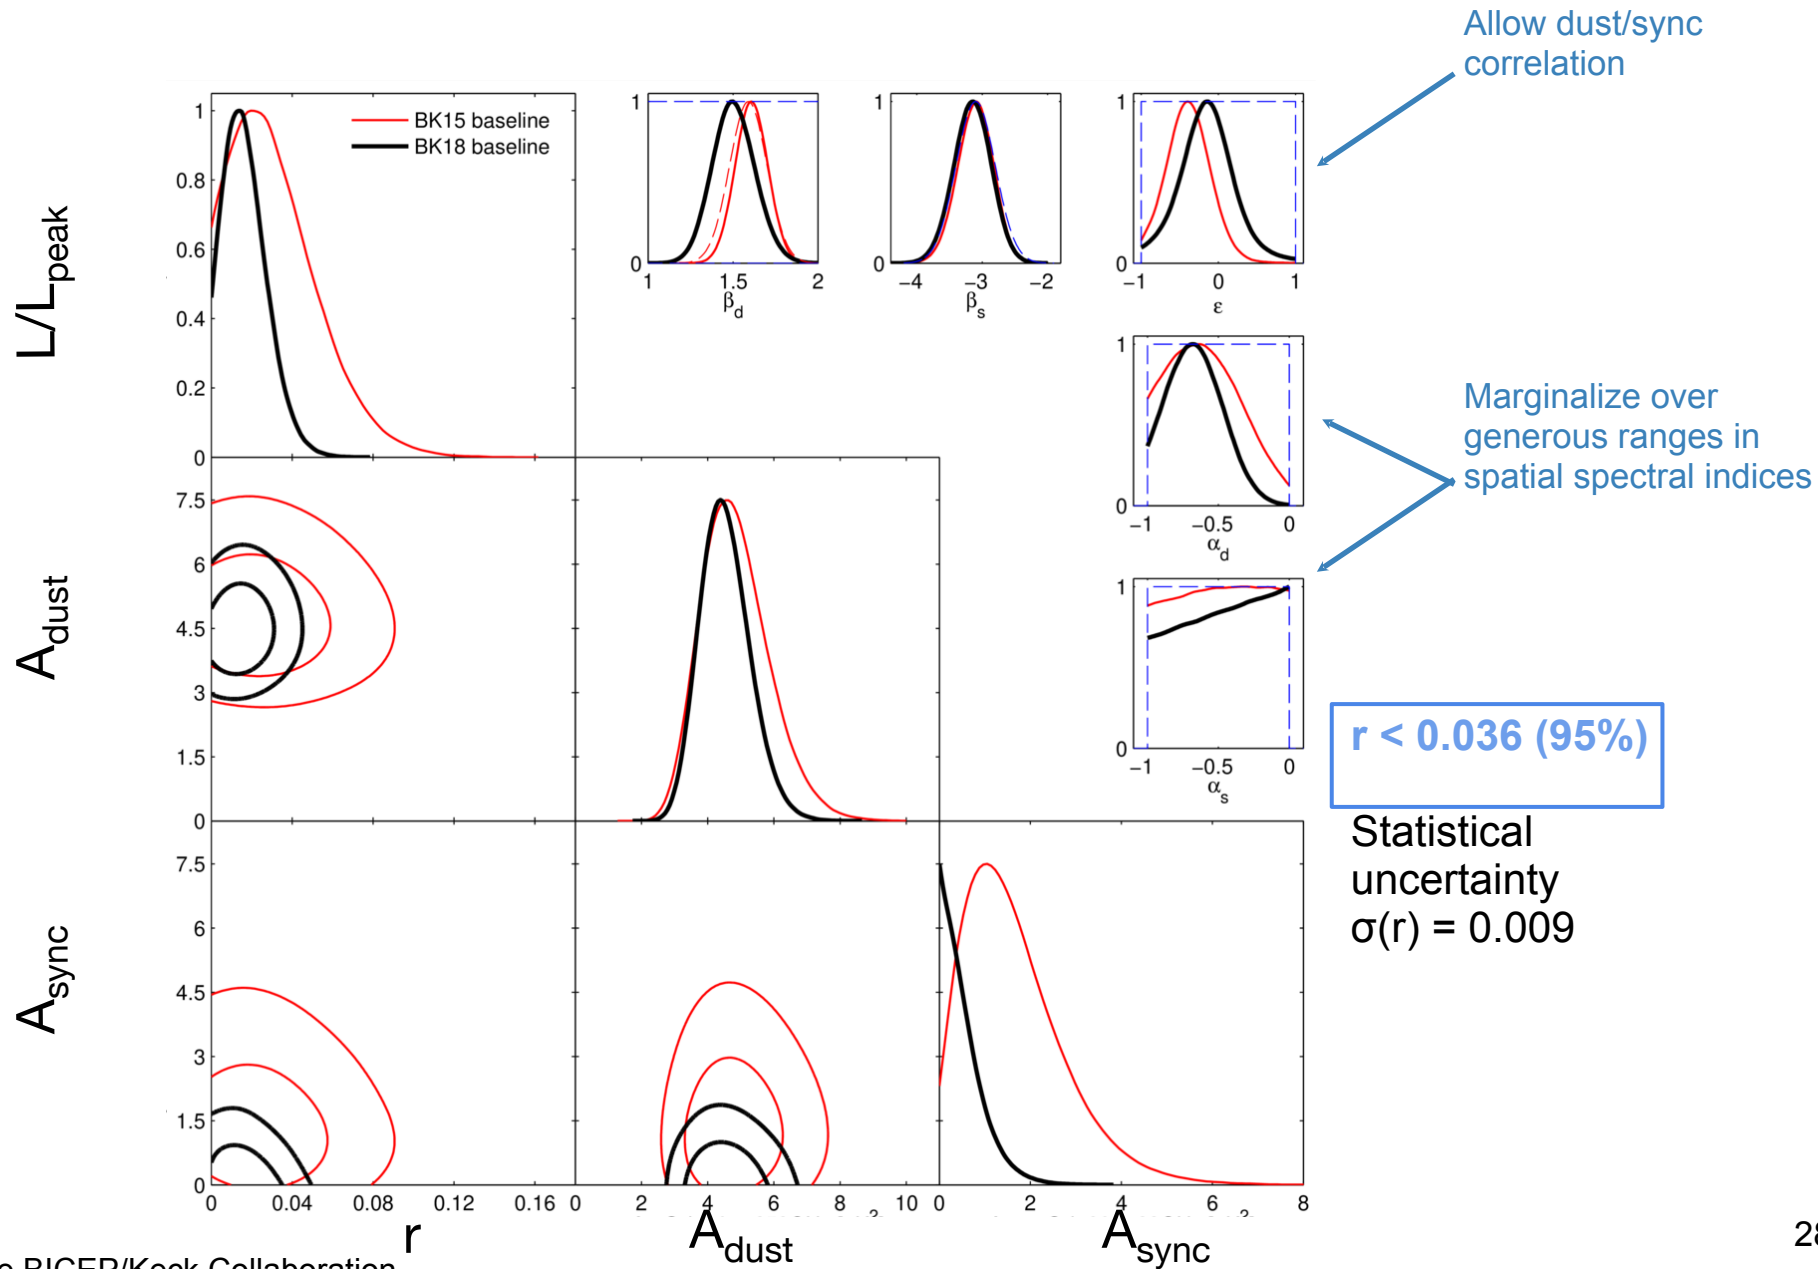 Allow dust/sync
correlation
BK15 baseline
BK18 baseline
L/Lpeak
1
0.8
0.6
0.4
0.2
0
1
0
1
1.5
2
βd
1
0
−4
−3
−2
βs
1
0
−1
0
1
ε
1
0
−1
−0.5
0
αd
Marginalize over
generous ranges in
spatial spectral indices
Adust
7.5
6
4.5
3
1.5
0
1
0
−1
−0.5
0
αs
r < 0.036 (95%)
Statistical
uncertainty
σ(r) = 0.009
Async
7.5
6
4.5
3
1.5
0
0 0.04 0.08 0.12 0.16
0 2 4 6 8 10
0 2 4 6 8
r
Adust
Async
BICEP/Keck Collaboration